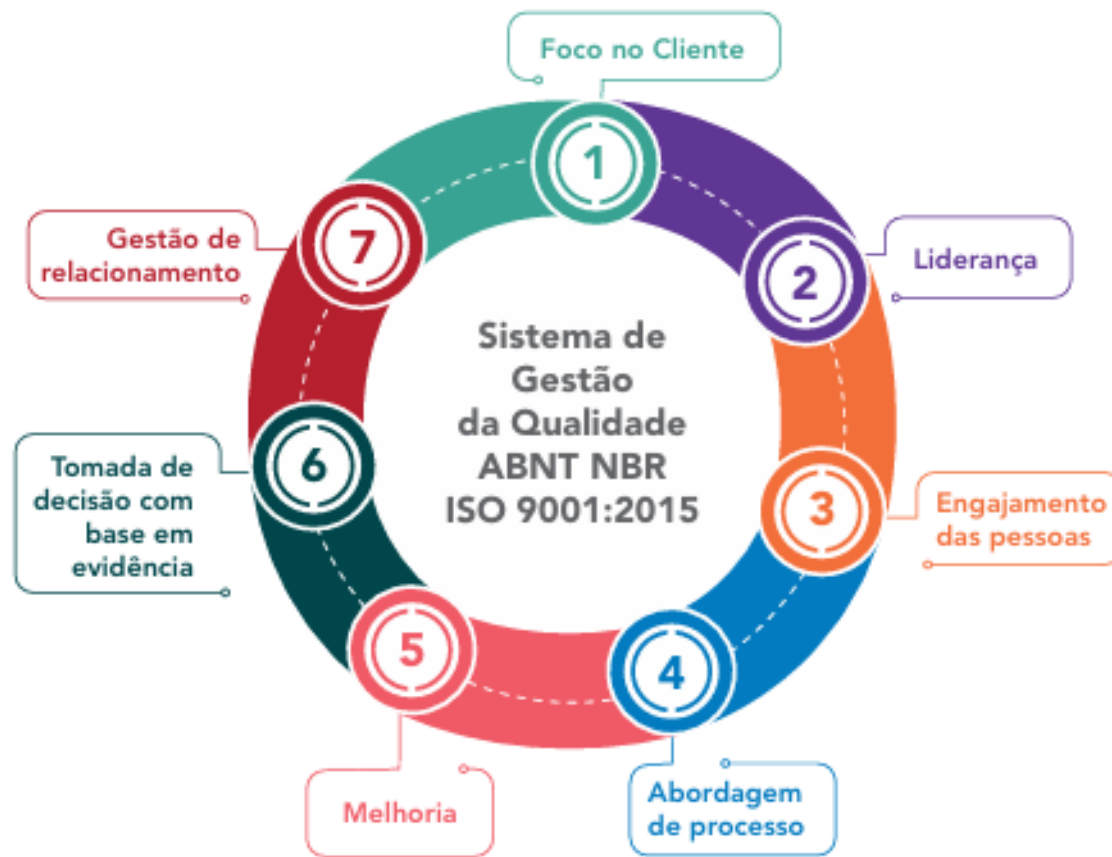 Foco no Cliente
1
2
Liderança
3
Engajamento
das pessoas
4
Abordagem
de processo
5
Melhoria
6
Tomada de
decisão com
base em
evidência
7
Gestão de
relacionamento
Sistema de
Gestão
da Qualidade
ABNT NBR
ISO 9001:2015